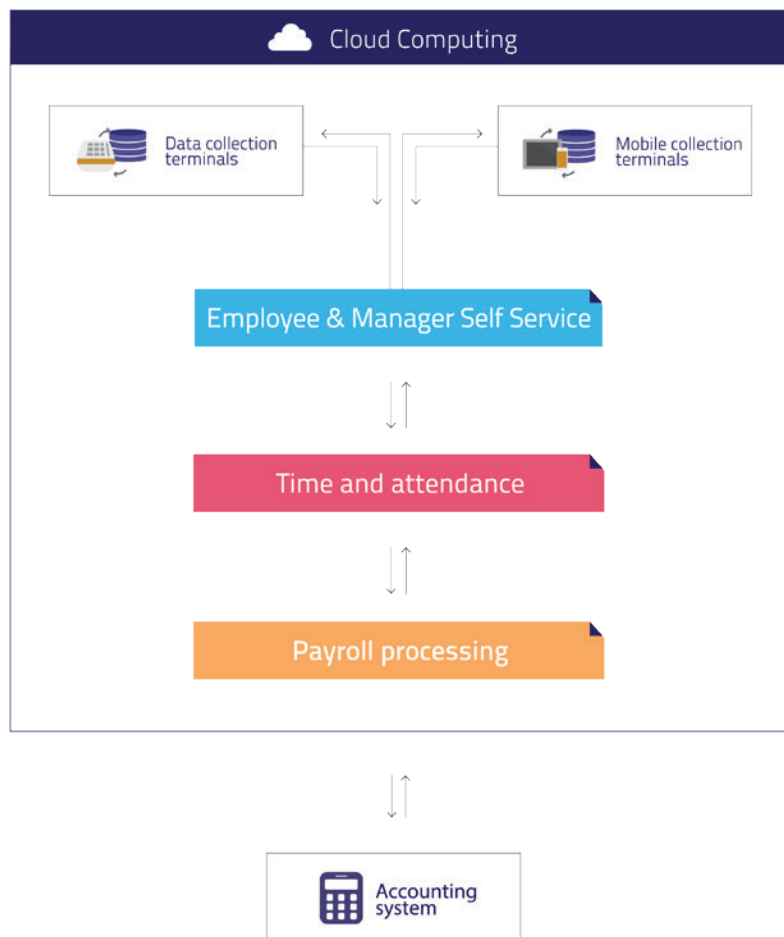 Cloud Computing
Data collection
terminals
Mobile collection
terminals
Employee & Manager Self Service
Time and attendance
Payroll processing
Accounting
system